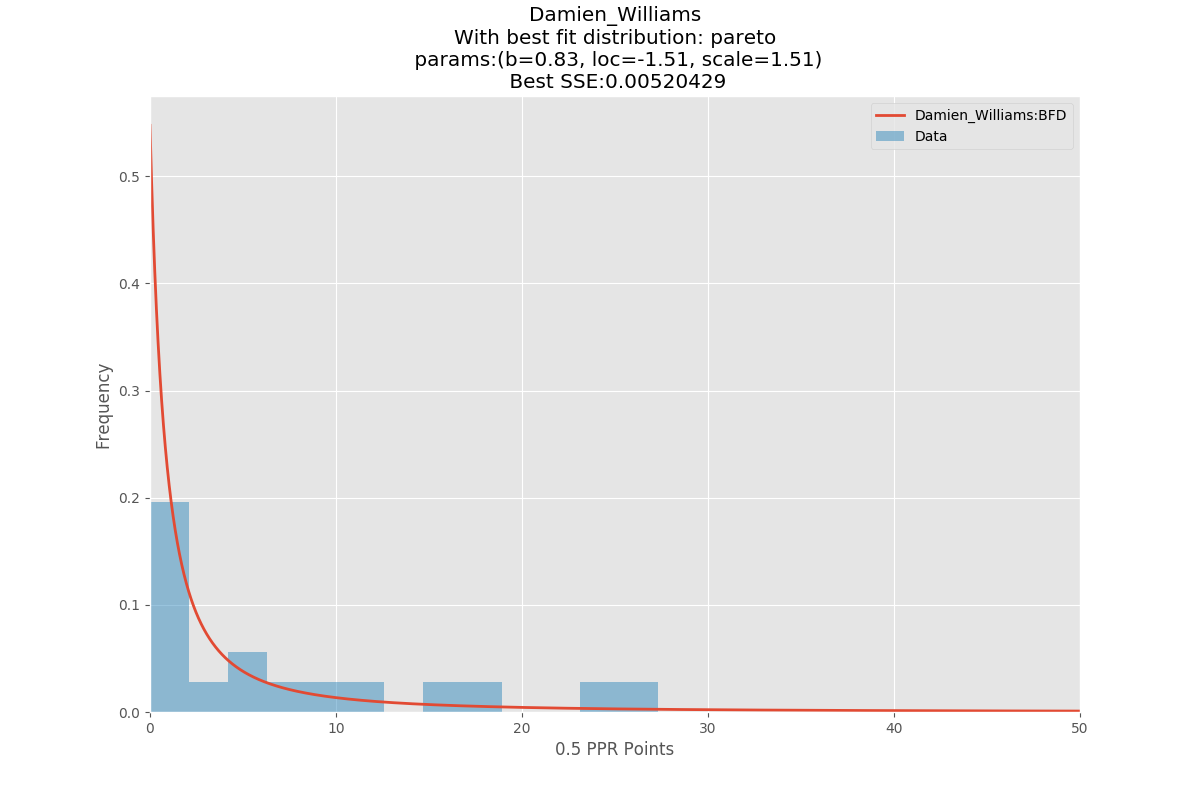 Damien_Williams
With best fit distribution: pareto
params:(b=0.83, loc=-1.51, scale=1.51)
Best SSE:0.00520429
Damien_Williams:BFD
Data
0.5
0.4
0.3
0.2
0.1
0.0
Frequency
0 10 20 30 40 50
0.5 PPR Points